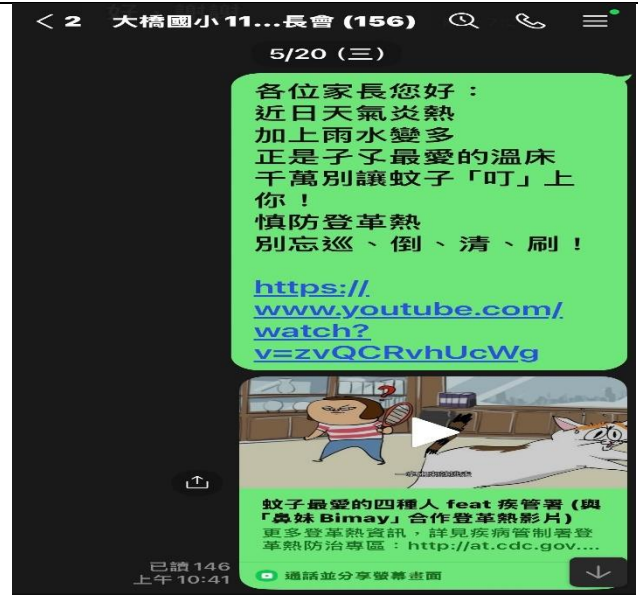 < 2 大橋國小11...長會 (156)
5/20（三）
各位家長您好：
近日天氣炎熱
加上雨水變多
正是孑孓最愛的溫床
千萬別讓蚊子「叮」上
你！
慎防登革熱
別忘巡、倒、清、刷！
https://
www.youtube.com/
watch?
v=zvQCRvhUcWg
蚊子最愛的四種人 feat 疾管署 (與
「鼻妹 Bimay」合作登革熱影片)
更多登革熱資訊，詳見疾病管制署登
革熱防治專區：http://at.cdc.gov....
已讀 146
上午 10:41
通話並分享螢幕畫面